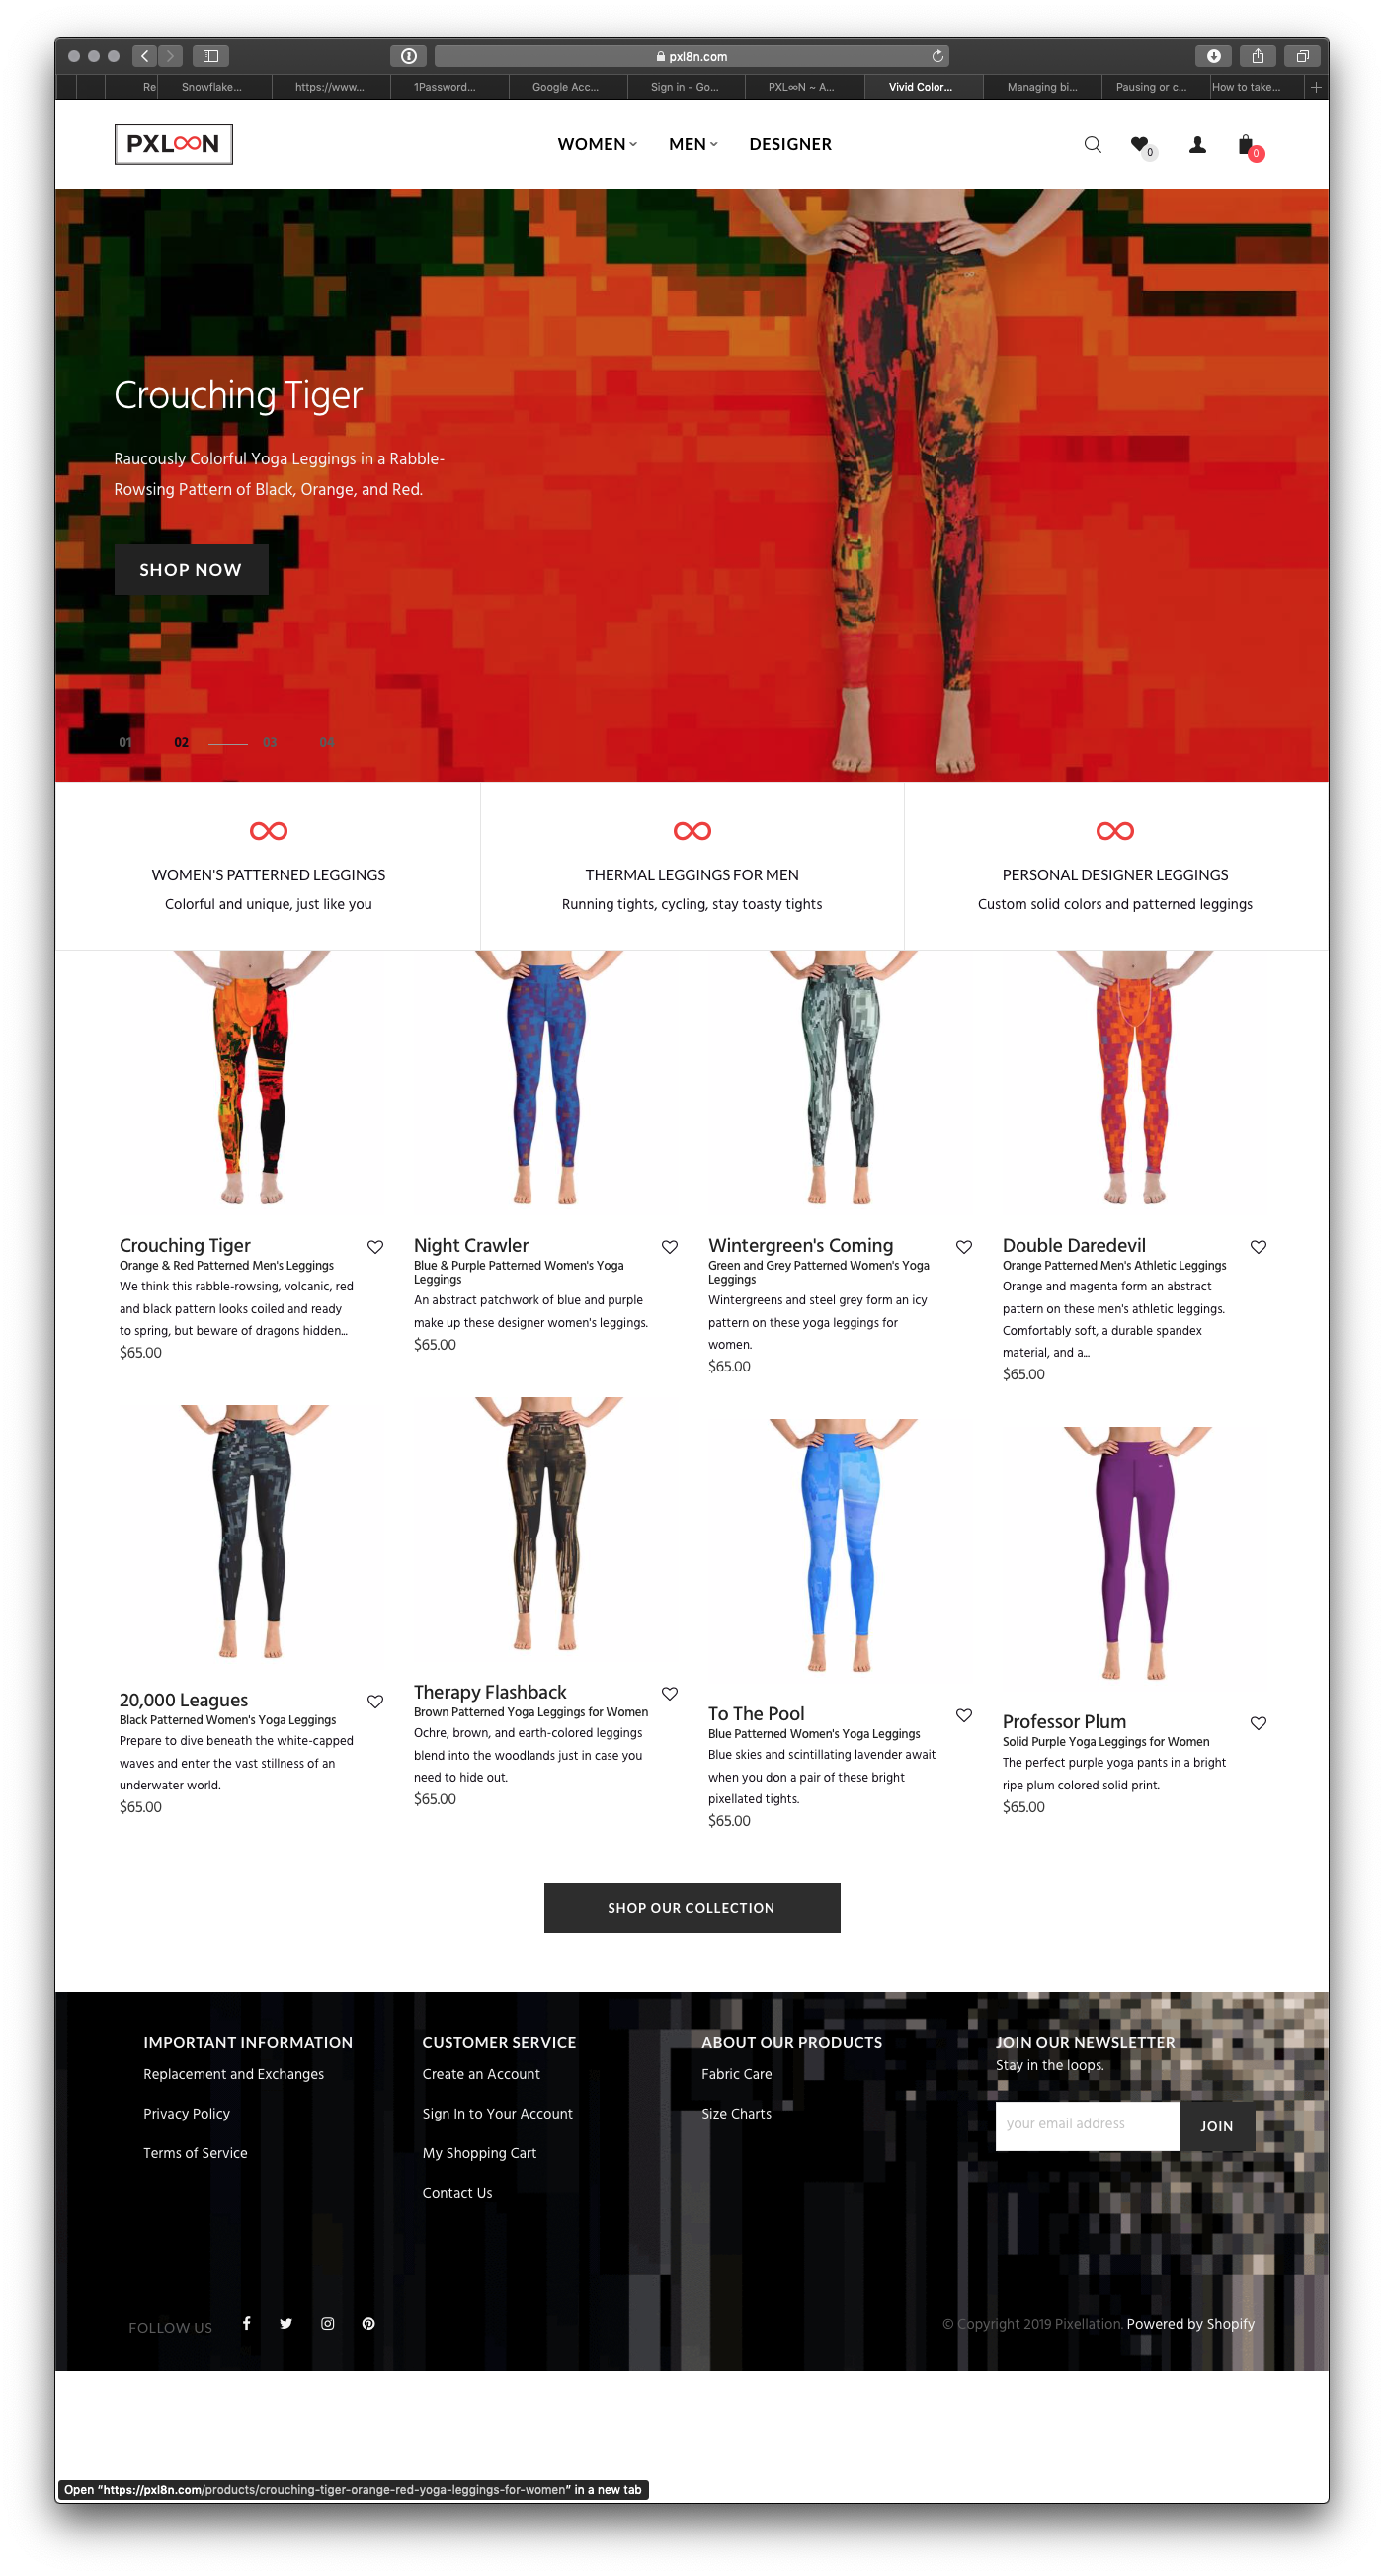 pxl8n.com
Re
Snowflake...
https://www...
1Password...
Google Acc...
Sign in - Go...
PXL∞N ~ A...
Vivid Color...
Managing bi...
Pausing or c...
How to take...
PXL∞N
WOMEN
MEN
DESIGNER
0
0
Crouching Tiger
Raucously Colorful Yoga Leggings in a Rabble-
Rowsing Pattern of Black, Orange, and Red.
SHOP NOW
01
02
03
04
WOMEN'S PATTERNED LEGGINGS
Colorful and unique, just like you
THERMAL LEGGINGS FOR MEN
Running tights, cycling, stay toasty tights
PERSONAL DESIGNER LEGGINGS
Custom solid colors and patterned leggings
Crouching Tiger
Orange & Red Patterned Men's Leggings
We think this rabble-rowsing, volcanic, red
and black pattern looks coiled and ready
to spring, but beware of dragons hidden...
$65.00
Night Crawler
Blue & Purple Patterned Women's Yoga
Leggings
An abstract patchwork of blue and purple
make up these designer women's leggings.
$65.00
Wintergreen's Coming
Green and Grey Patterned Women's Yoga
Leggings
Wintergreens and steel grey form an icy
pattern on these yoga leggings for
women.
$65.00
Double Daredevil
Orange Patterned Men's Athletic Leggings
Orange and magenta form an abstract
pattern on these men's athletic leggings.
Comfortably soft, a durable spandex
material, and a...
$65.00
20,000 Leagues
Black Patterned Women's Yoga Leggings
Prepare to dive beneath the white-capped
waves and enter the vast stillness of an
underwater world.
$65.00
Therapy Flashback
Brown Patterned Yoga Leggings for Women
Ochre, brown, and earth-colored leggings
blend into the woodlands just in case you
need to hide out.
$65.00
To The Pool
Blue Patterned Women's Yoga Leggings
Blue skies and scintillating lavender await
when you don a pair of these bright
pixellated tights.
$65.00
Professor Plum
Solid Purple Yoga Leggings for Women
The perfect purple yoga pants in a bright
ripe plum colored solid print.
$65.00
SHOP OUR COLLECTION
IMPORTANT INFORMATION
Replacement and Exchanges
Privacy Policy
Terms of Service
CUSTOMER SERVICE
Create an Account
Sign In to Your Account
My Shopping Cart
Contact Us
ABOUT OUR PRODUCTS
Fabric Care
Size Charts
JOIN OUR NEWSLETTER
Stay in the loops.
your email address
JOIN
FOLLOW US
© Copyright 2019 Pixellation. Powered by Shopify
Open "https://pxl8n.com/products/crouching-tiger-orange-red-yoga-leggings-for-women" in a new tab